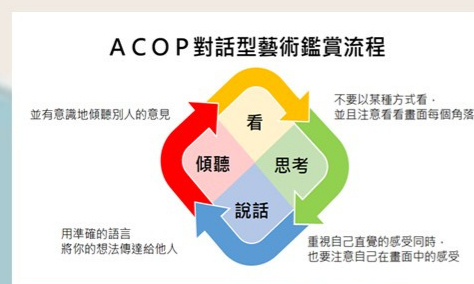 ACOP對話型藝術鑑賞流程
不要以某種方式看，
並且注意看看畫面每個角落
並有意識地傾聽別人的意見
看
傾聽
思考
說話
用準確的語言
將你的想法傳達給他人
重視自己直覺的感受同時，
也要注意自己在畫面中的感受